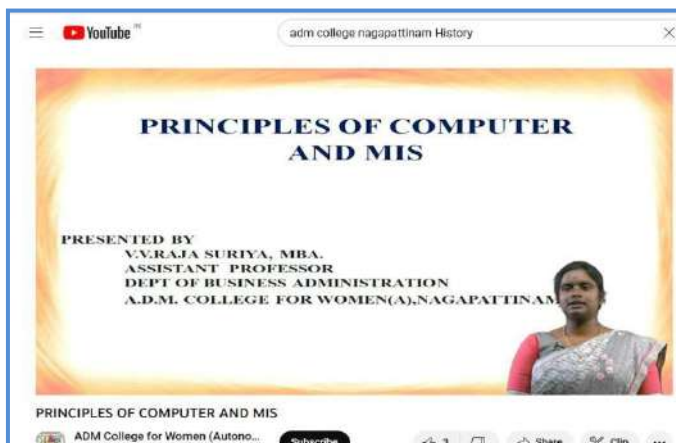 YouTube IN
adm college nagapattinam History
PRINCIPLES OF COMPUTER
AND MIS
PRESENTED BY
V.V.RAJA SURIYA, MBA.
ASSISTANT PROFESSOR
DEPT OF BUSINESS ADMINISTRATION
A.D.M. COLLEGE FOR WOMEN(A),NAGAPATTINAM
PRINCIPLES OF COMPUTER AND MIS
ADM College for Women (Autono...
Subscribe
3
Share
Clip
...